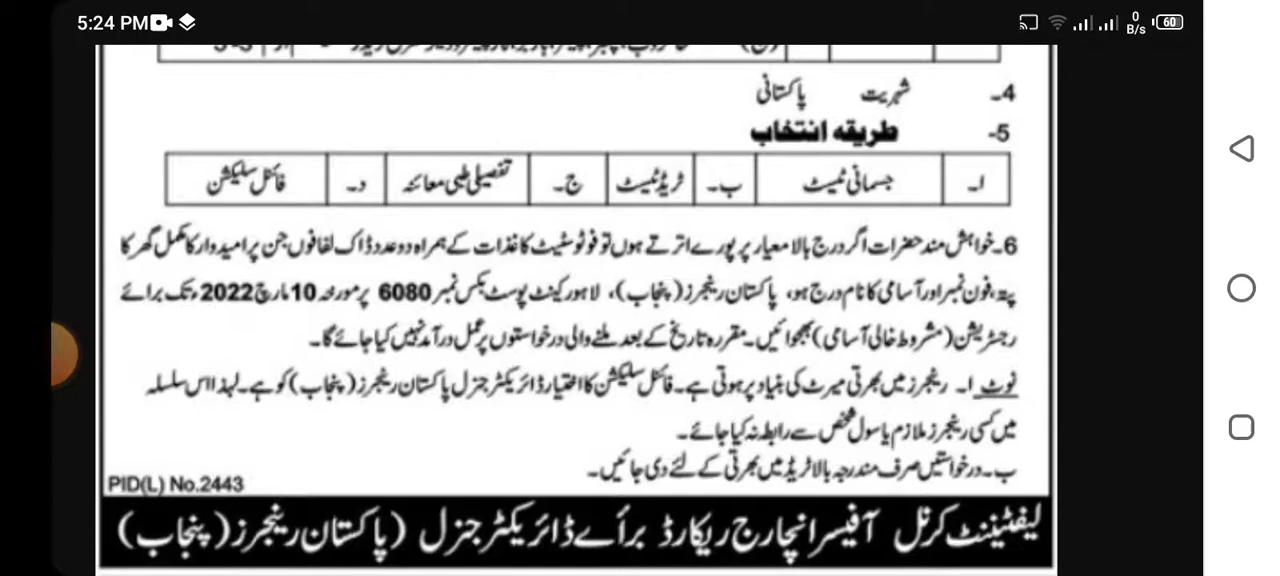 5:24 PM
0 B/s 60
4۔ شہریت پاکستانی
5- طریقہ انتخاب
ا۔ جسمانی ٹیسٹ ب۔ ٹریڈ ٹیسٹ ج۔ تفصیلی طبی معائنہ د۔ فائنل سلیکشن
6۔ خواہش مند حضرات اگر درج بالا معیار پر پورے اترتے ہوں تو فوٹو سٹیٹ کاغذات کے ہمراہ دو عدد ڈاک لفافوں جن پر امیدوار کا مکمل گھر کا
پتہ، فون نمبر اور آسامی کا نام درج ہو، پاکستان رینجرز (پنجاب)، لاہور کینٹ پوسٹ بکس نمبر 6080 پر مورخہ 10 مارچ 2022ء تک برائے
رجسٹریشن (مشروط خالی آسامی) بھجوائیں۔ مقررہ تاریخ کے بعد ملنے والی درخواستوں پر عمل درآمد نہیں کیا جائے گا۔
نوٹ ا۔ رینجرز میں بھرتی میرٹ کی بنیاد پر ہوتی ہے۔ فائنل سلیکشن کا اختیار ڈائریکٹر جنرل پاکستان رینجرز (پنجاب) کو ہے۔ لہذا اس سلسلہ
میں کسی رینجرز ملازم یا سول شخص سے رابطہ نہ کیا جائے۔
ب۔ درخواستیں صرف مندرجہ بالا ٹریڈ میں بھرتی کے لئے دی جائیں۔
PID(L) No.2443
لیفٹیننٹ کرنل آفیسر انچارج ریکارڈ برائے ڈائریکٹر جنرل (پاکستان رینجرز (پنجاب)